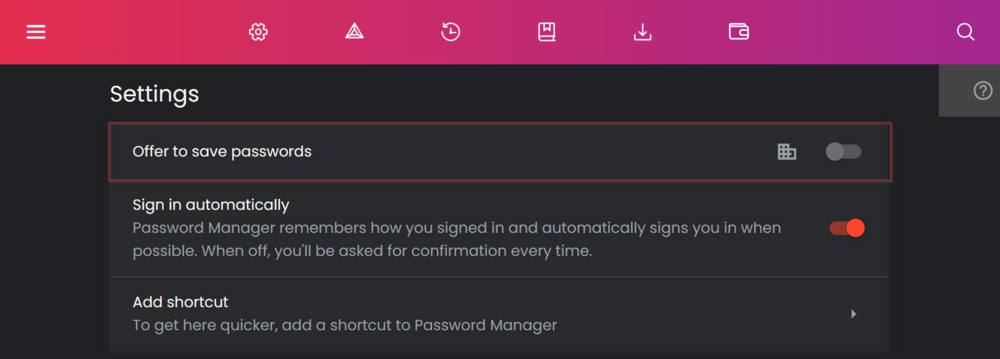 Settings
Offer to save passwords
Sign in automatically
Password Manager remembers how you signed in and automatically signs you in when
possible. When off, you'll be asked for confirmation every time.
Add shortcut
To get here quicker, add a shortcut to Password Manager